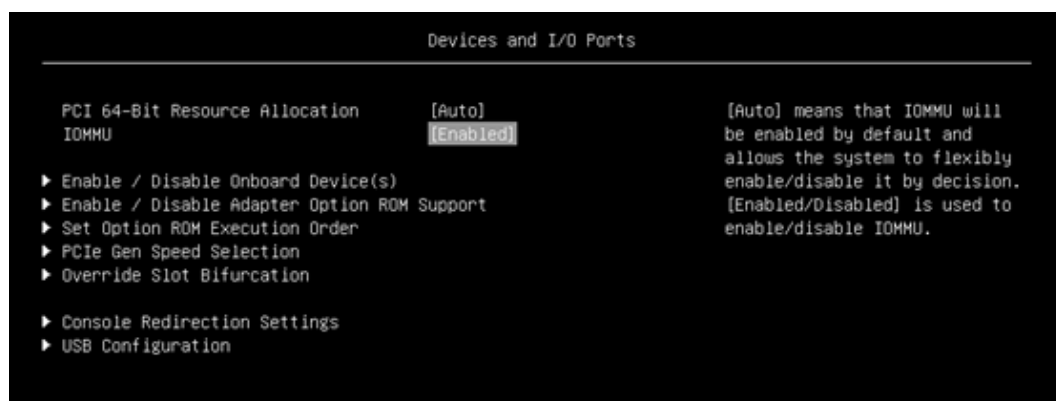 Devices and I/O Ports
PCI 64-Bit Resource Allocation [Auto]
IOMMU [Enabled]
▶ Enable / Disable Onboard Device(s)
▶ Enable / Disable Adapter Option ROM Support
▶ Set Option ROM Execution Order
▶ PCIe Gen Speed Selection
▶ Override Slot Bifurcation
▶ Console Redirection Settings
▶ USB Configuration
[Auto] means that IOMMU will
be enabled by default and
allows the system to flexibly
enable/disable it by decision.
[Enabled/Disabled] is used to
enable/disable IOMMU.